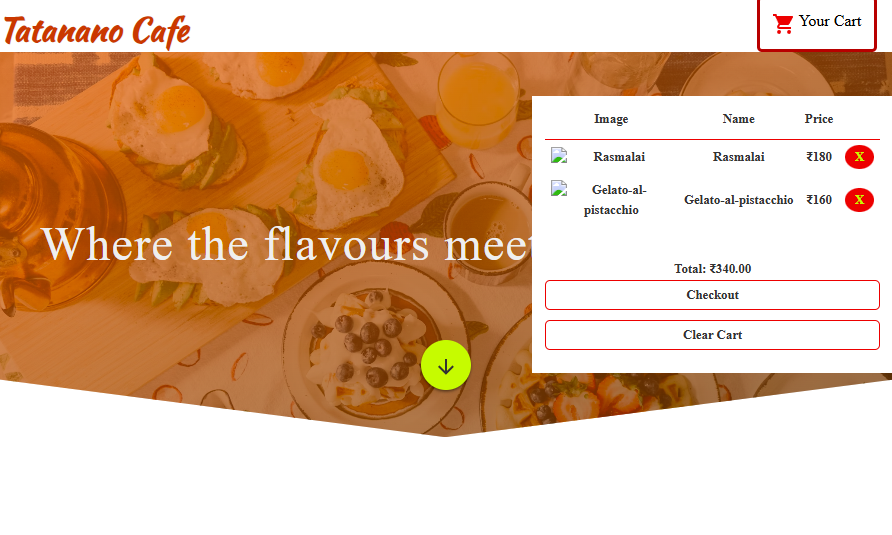 Tatanano Cafe
Your Cart
Image Name Price
Rasmalai Rasmalai ₹180 X
Gelato-al-pistacchio Gelato-al-pistacchio ₹160 X
Where the flavours meet
Total: ₹340.00
Checkout
Clear Cart